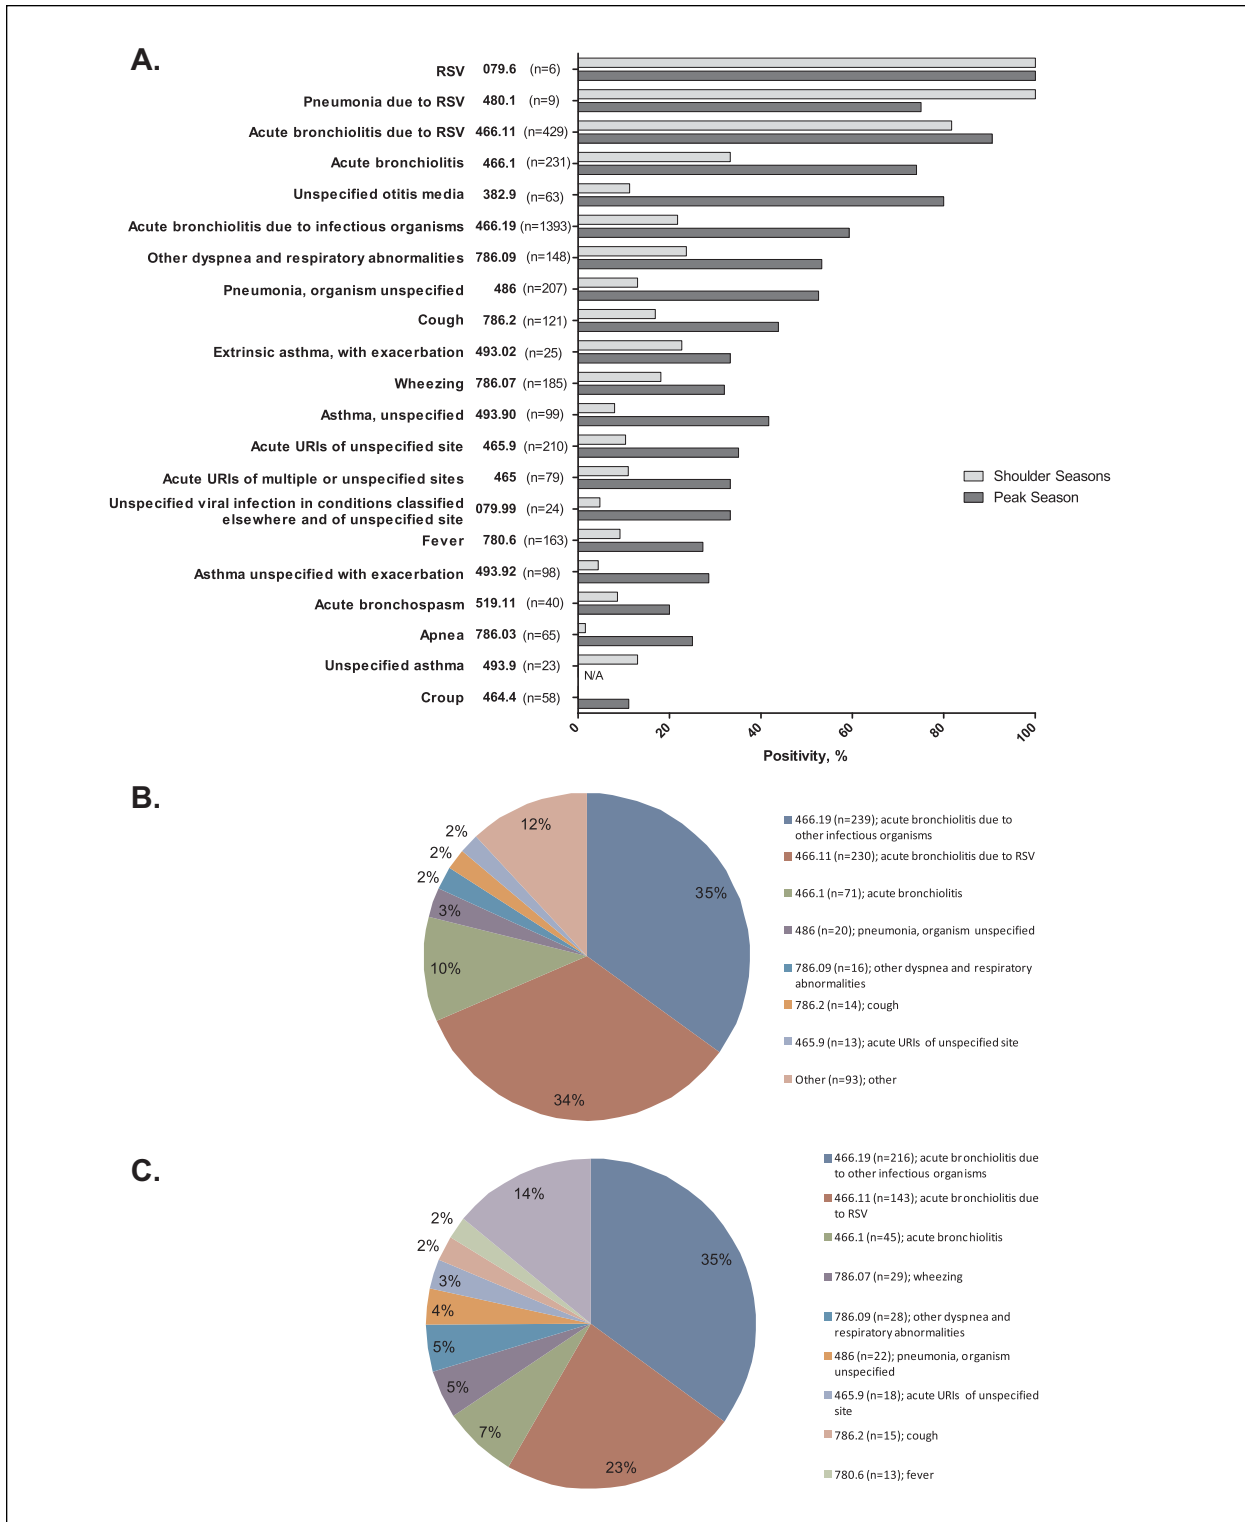 A.
RSV 079.6 (n=6)
Pneumonia due to RSV 480.1 (n=9)
Acute bronchiolitis due to RSV 466.11 (n=429)
Acute bronchiolitis 466.1 (n=231)
Unspecified otitis media 382.9 (n=63)
Acute bronchiolitis due to infectious organisms 466.19 (n=1393)
Other dyspnea and respiratory abnormalities 786.09 (n=148)
Pneumonia, organism unspecified 486 (n=207)
Cough 786.2 (n=121)
Extrinsic asthma, with exacerbation 493.02 (n=25)
Wheezing 786.07 (n=185)
Asthma, unspecified 493.90 (n=99)
Acute URIs of unspecified site 465.9 (n=210)
Acute URIs of multiple or unspecified sites 465 (n=79)
Unspecified viral infection in conditions classified
elsewhere and of unspecified site 079.99 (n=24)
Fever 780.6 (n=163)
Asthma unspecified with exacerbation 493.92 (n=98)
Acute bronchospasm 519.11 (n=40)
Apnea 786.03 (n=65)
Unspecified asthma 493.9 (n=23)
N/A
Croup 464.4 (n=58)
Shoulder Seasons
Peak Season
0 20 40 60 80 100
Positivity, %
B.
35%
34%
10%
3%
2%
2%
2%
12%
466.19 (n=239); acute bronchiolitis due to
other infectious organisms
466.11 (n=230); acute bronchiolitis due to RSV
466.1 (n=71); acute bronchiolitis
486 (n=20); pneumonia, organism unspecified
786.09 (n=16); other dyspnea and respiratory
abnormalities
786.2 (n=14); cough
465.9 (n=13); acute URIs of unspecified site
Other (n=93); other
C.
35%
23%
7%
5%
5%
4%
3%
2%
2%
14%
466.19 (n=216); acute bronchiolitis due
to other infectious organisms
466.11 (n=143); acute bronchiolitis due
to RSV
466.1 (n=45); acute bronchiolitis
786.07 (n=29); wheezing
786.09 (n=28); other dyspnea and
respiratory abnormalities
486 (n=22); pneumonia, organism
unspecified
465.9 (n=18); acute URIs of unspecified
site
786.2 (n=15); cough
780.6 (n=13); fever